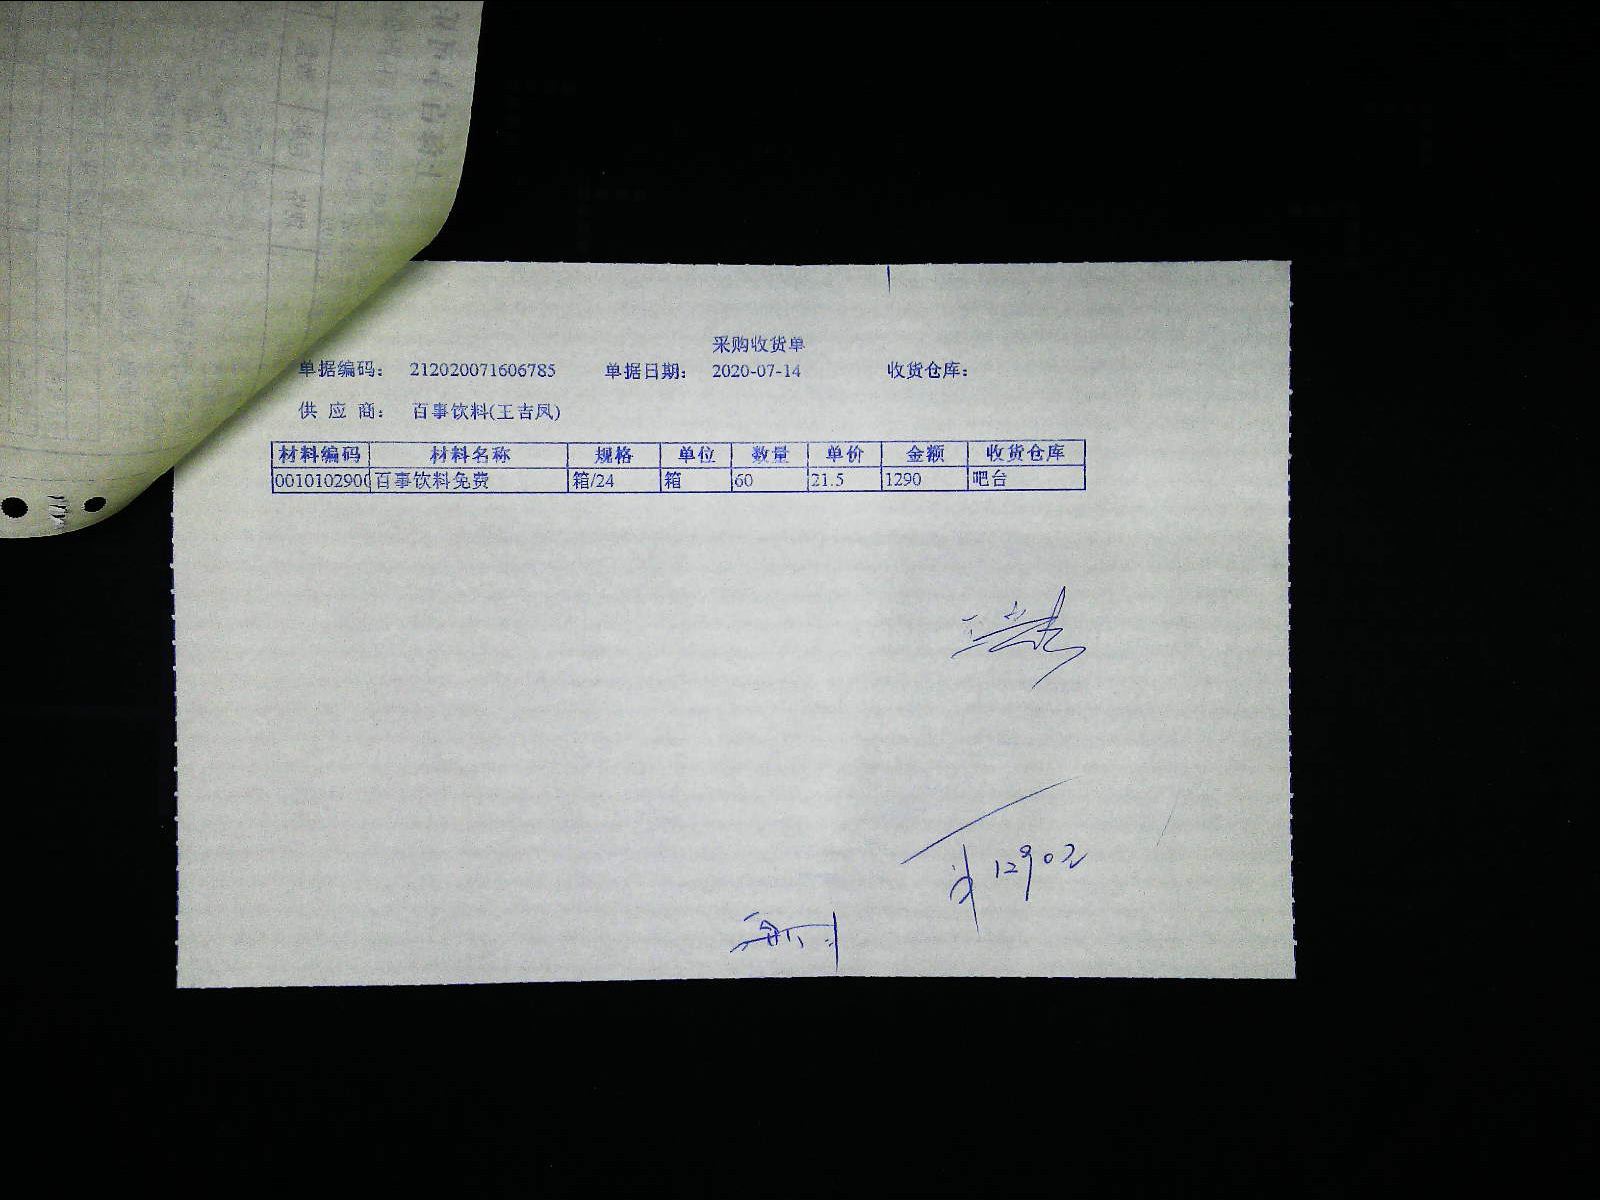 采购收货单
单据编码： 212020071606785 单据日期： 2020-07-14 收货仓库：
供 应 商： 百事饮料(王吉凤)
材料编码 材料名称 规格 单位 数量 单价 金额 收货仓库
0010102900 百事饮料免费 箱/24 箱 60 21.5 1290 吧台